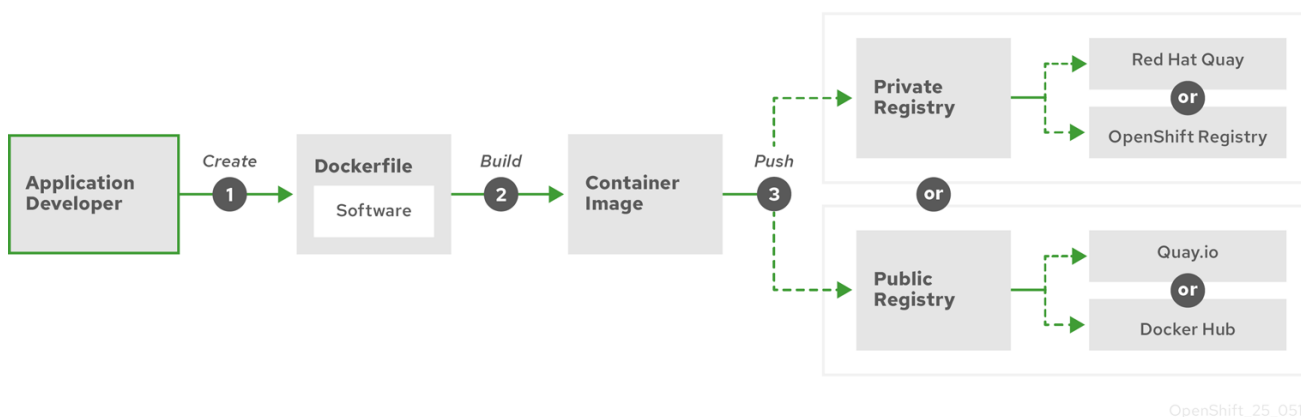 Application
Developer
Create
1
Dockerfile
Software
Build
2
Container
Image
Push
3
Private
Registry
Red Hat Quay
or
OpenShift Registry
or
Public
Registry
Quay.io
or
Docker Hub
OpenShift_25_051